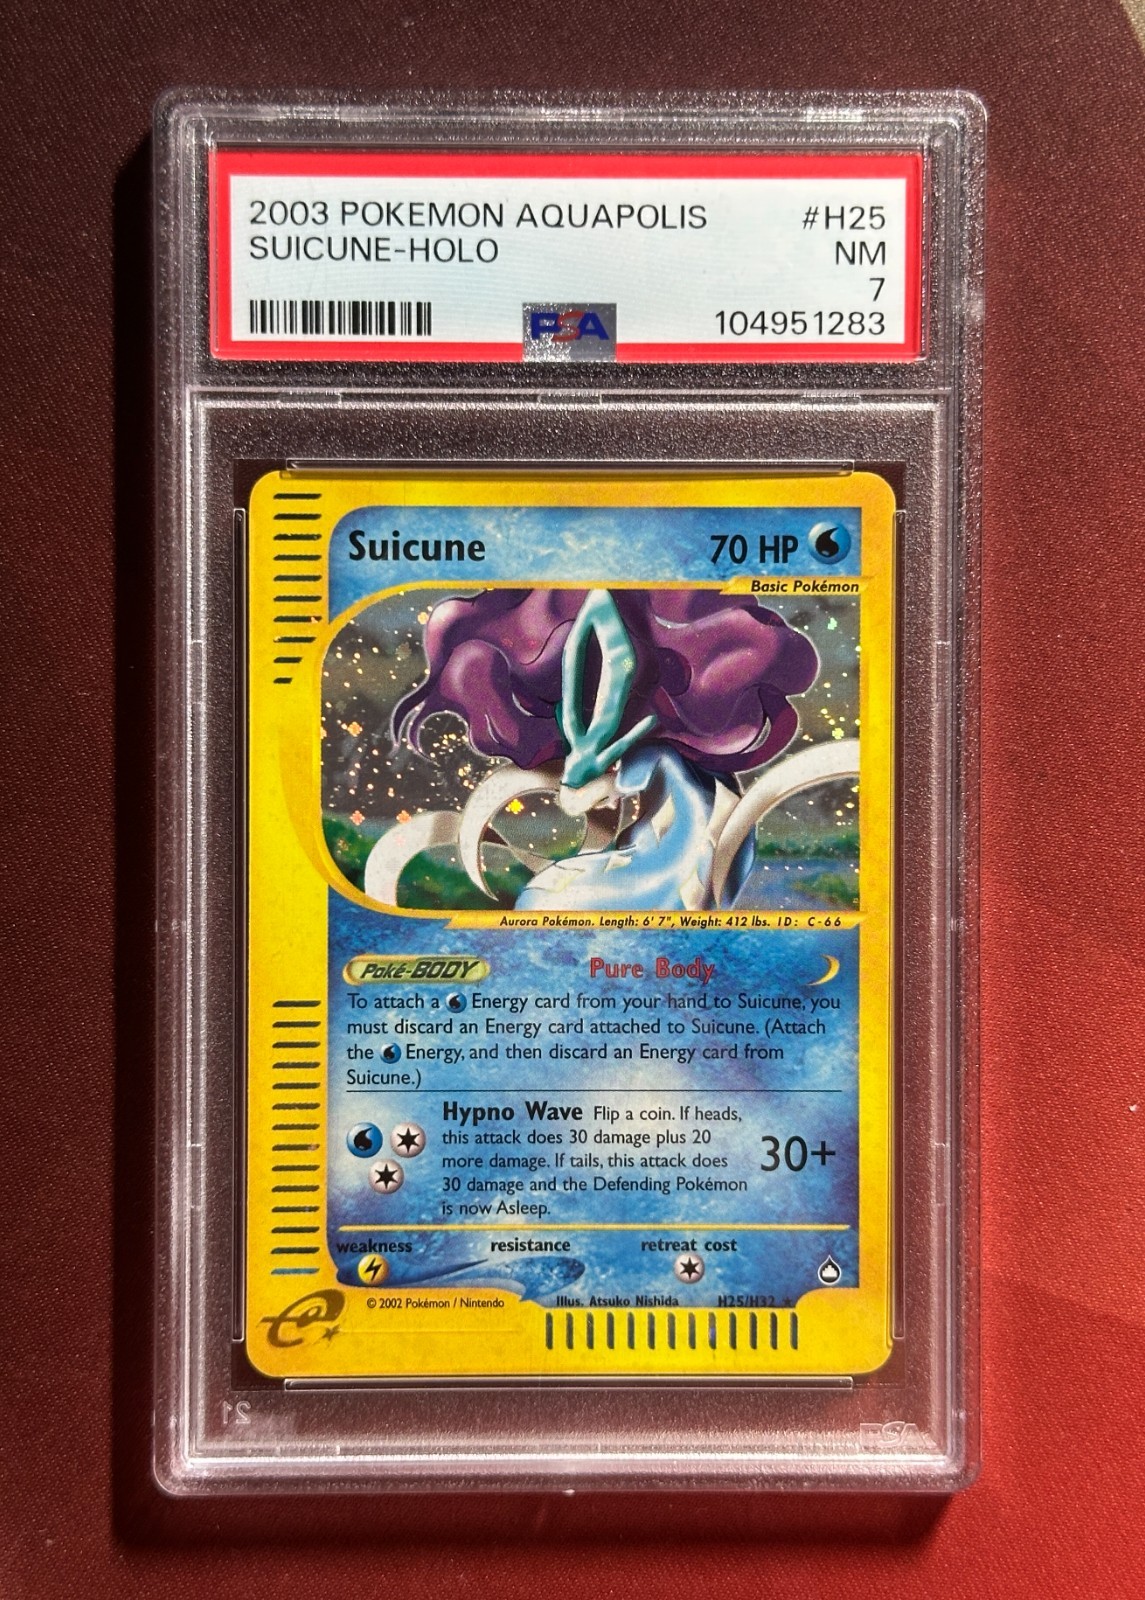 2003 POKEMON AQUAPOLIS #H25
SUICUNE-HOLO NM
7
PSA 104951283
Suicune 70 HP
Basic Pokémon
Aurora Pokémon. Length: 6' 7", Weight: 412 lbs. ID: C-66
Poké-BODY Pure Body
To attach a Energy card from your hand to Suicune, you
must discard an Energy card attached to Suicune. (Attach
the Energy, and then discard an Energy card from
Suicune.)
Hypno Wave Flip a coin. If heads,
this attack does 30 damage plus 20
more damage. If tails, this attack does
30 damage and the Defending Pokémon
is now Asleep.
30+
weakness resistance retreat cost
© 2002 Pokémon / Nintendo Illus. Atsuko Nishida H25/H32 ★
e
21 PSA